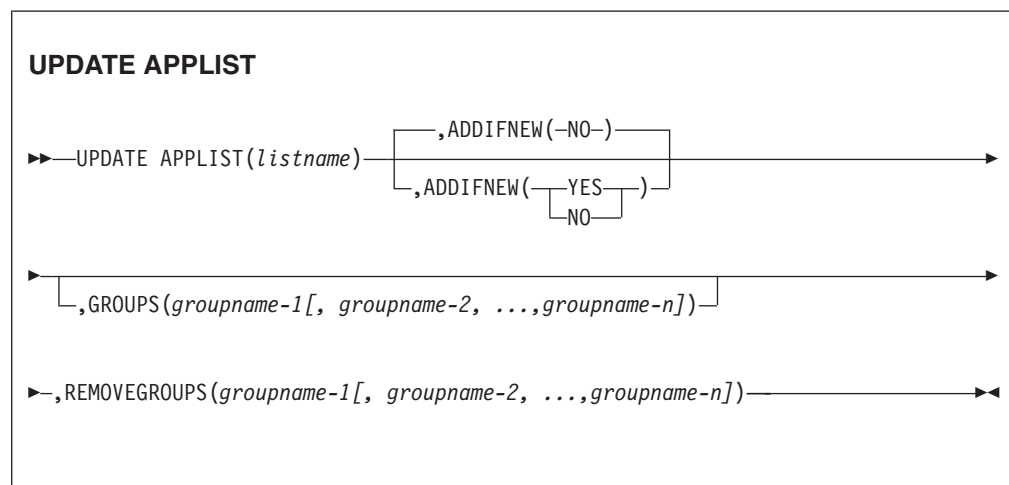 UPDATE APPLIST
,ADDIFNEW(NO)
UPDATE APPLIST(listname)
,ADDIFNEW(YES)
NO
,GROUPS(groupname-1[, groupname-2, ...,groupname-n])
,REMOVEGROUPS(groupname-1[, groupname-2, ...,groupname-n])